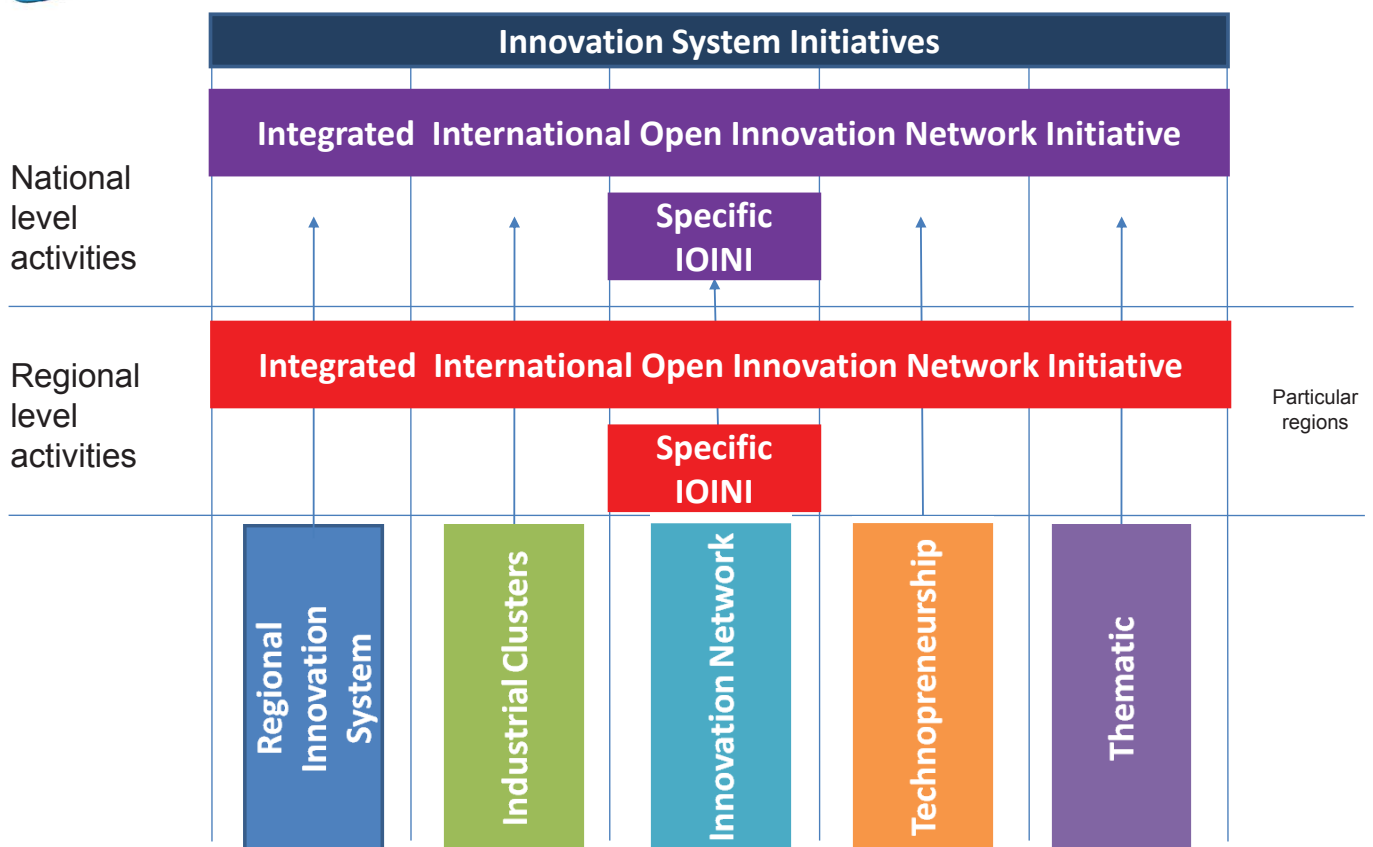 Innovation System Initiatives
Integrated International Open Innovation Network Initiative
National
level
activities
Specific
IOINI
Integrated International Open Innovation Network Initiative
Regional
level
activities
Particular
regions
Specific
IOINI
Regional
Innovation
System
Industrial Clusters
Innovation Network
Technopreneurship
Thematic